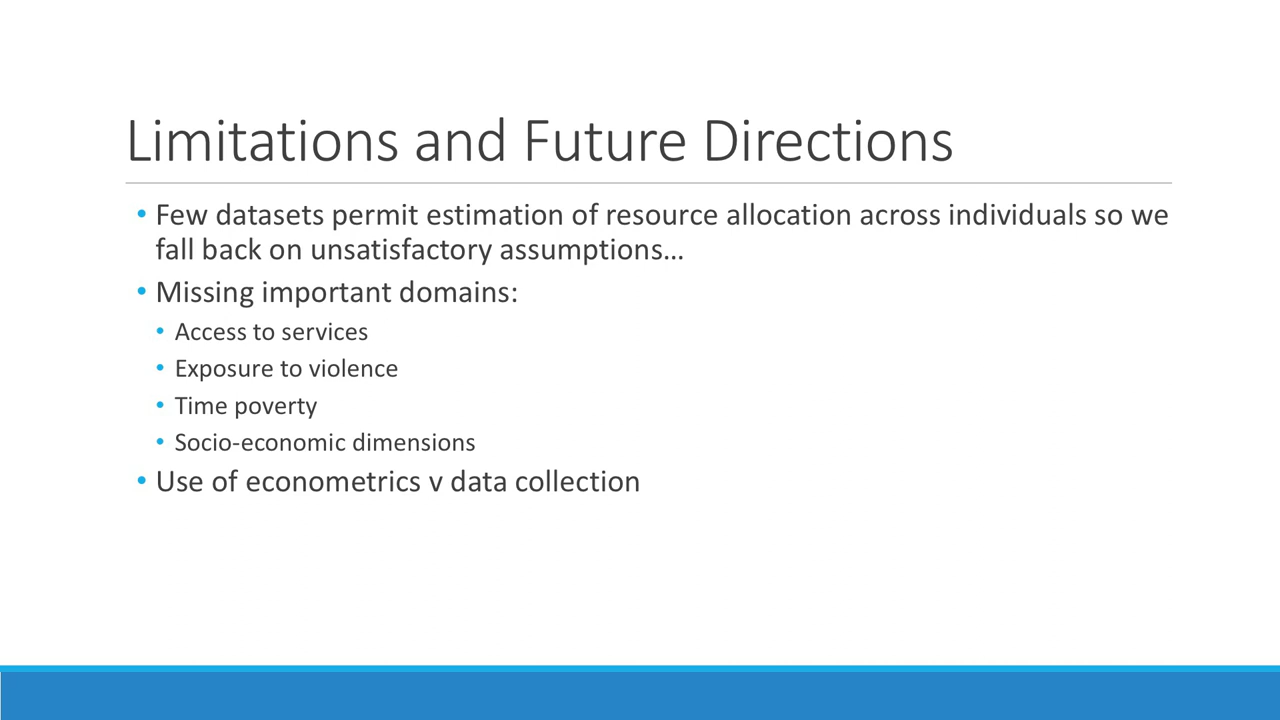 Limitations and Future Directions
• Few datasets permit estimation of resource allocation across individuals so we
fall back on unsatisfactory assumptions…
• Missing important domains:
• Access to services
• Exposure to violence
• Time poverty
• Socio-economic dimensions
• Use of econometrics v data collection